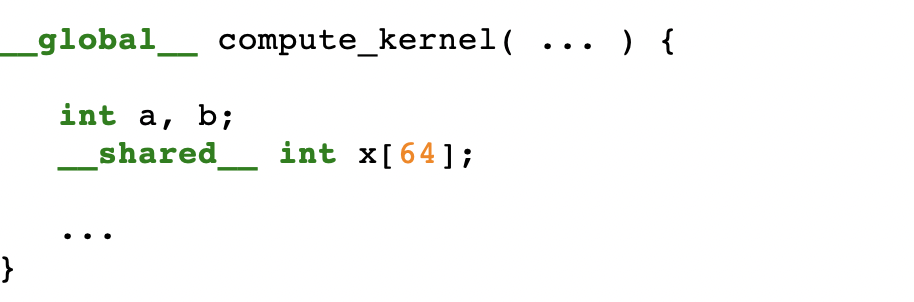 __global__ compute_kernel( ... ) {
int a, b;
__shared__ int x[64];
...
}